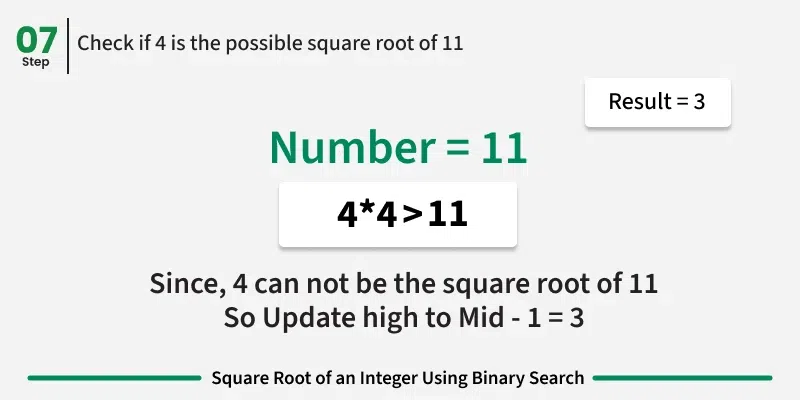 07
Step
Check if 4 is the possible square root of 11
Result = 3
Number = 11
4*4>11
Since, 4 can not be the square root of 11
So Update high to Mid - 1 = 3
Square Root of an Integer Using Binary Search